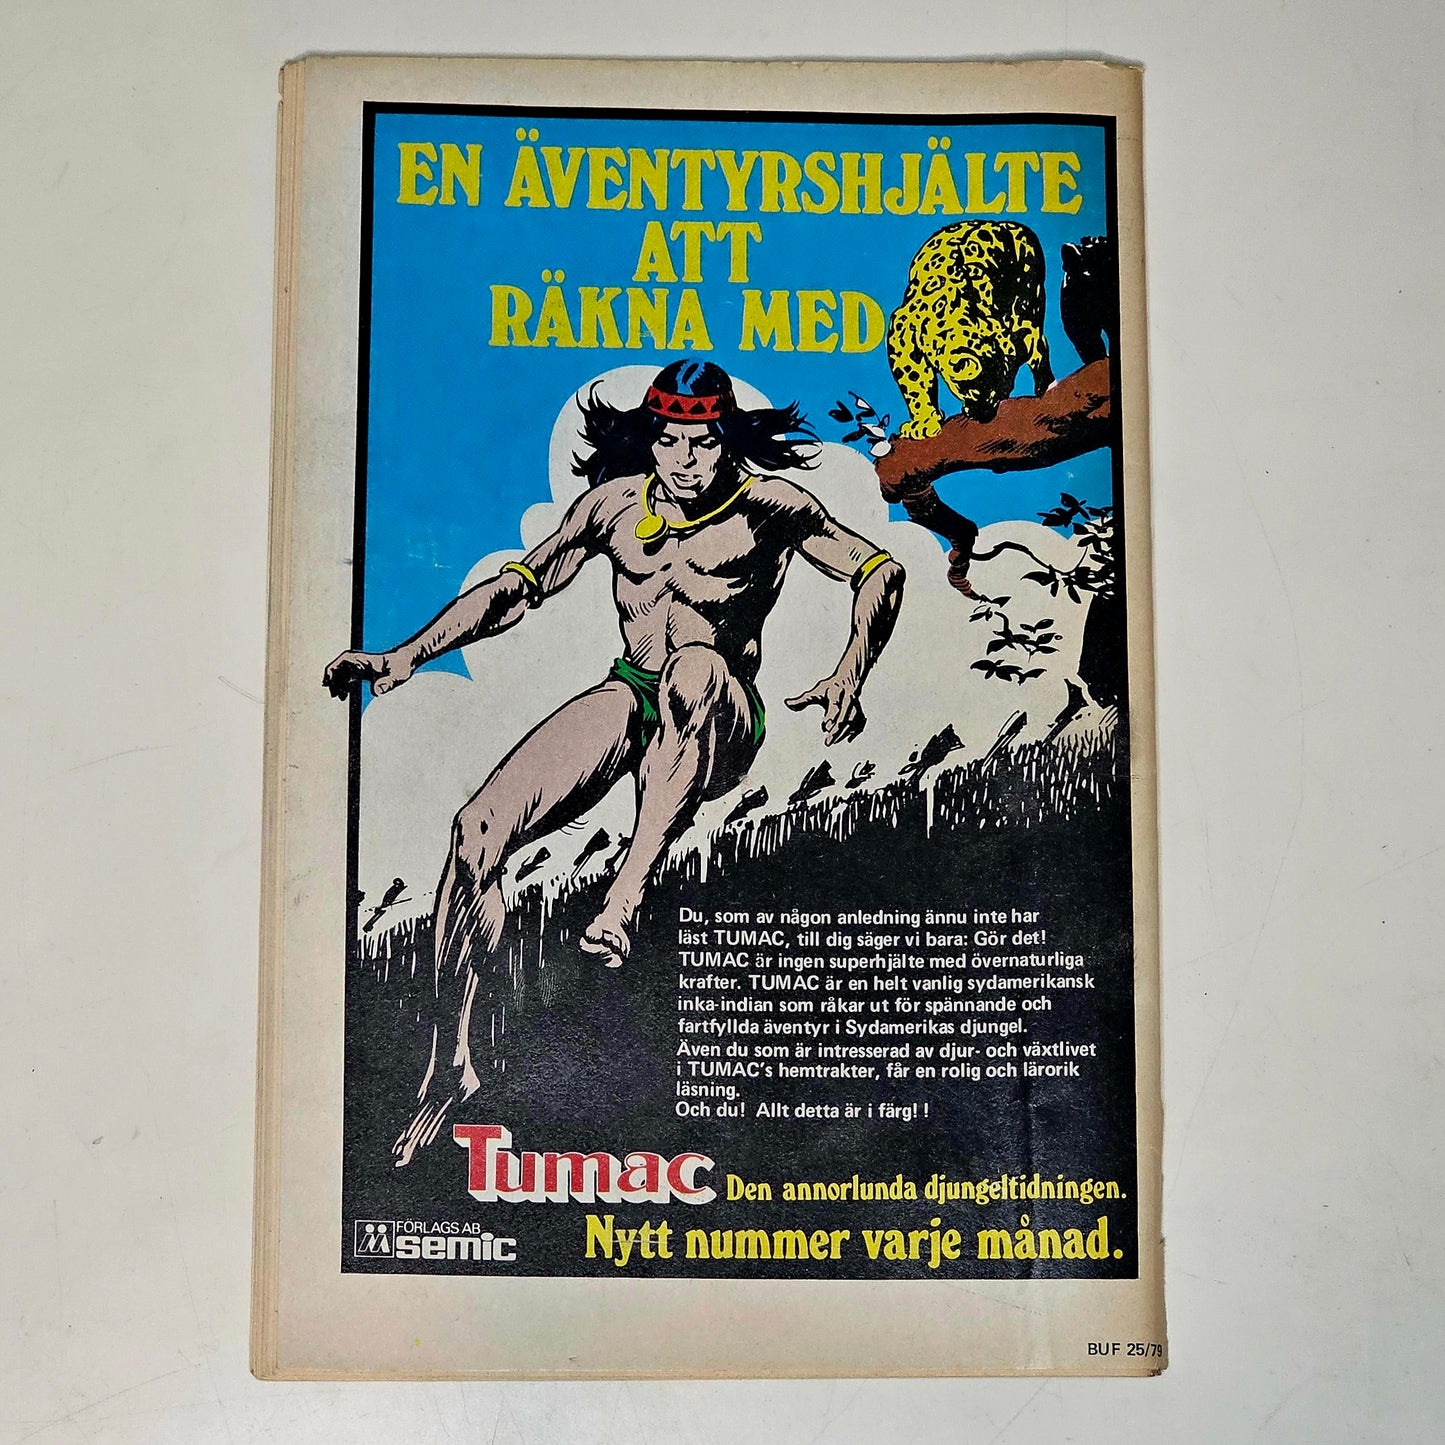 EN ÄVENTYRSHJÄLTE
ATT
RÄKNA MED
Du, som av någon anledning ännu inte har
läst TUMAC, till dig säger vi bara: Gör det!
TUMAC är ingen superhjälte med övernaturliga
krafter. TUMAC är en helt vanlig sydamerikansk
inka-indian som råkar ut för spännande och
fartfyllda äventyr i Sydamerikas djungel.
Även du som är intresserad av djur- och växtlivet
i TUMAC's hemtrakter, får en rolig och lärorik
läsning.
Och du! Allt detta är i färg! !
Tumac Den annorlunda djungeltidningen.
FÖRLAGS AB
semic
Nytt nummer varje månad.
BUF 25/79